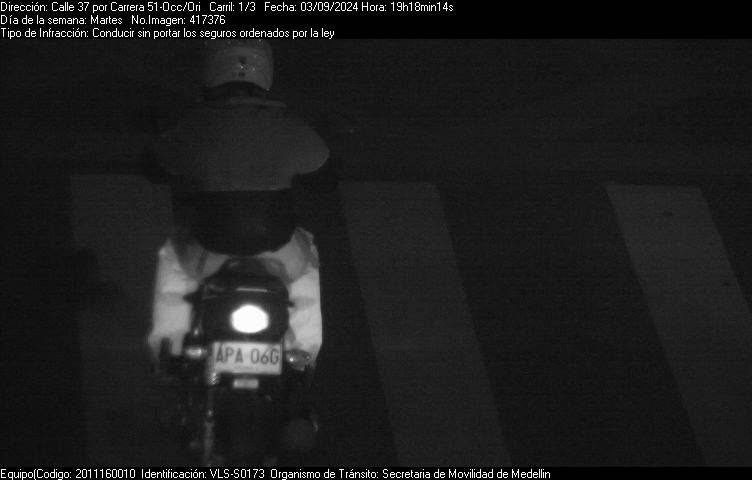 Dirección: Calle 37 por Carrera 51-Occ/Ori Carril: 1/3 Fecha: 03/09/2024 Hora: 19h18min14s
Día de la semana: Martes No.Imagen: 417376
Tipo de Infracción: Conducir sin portar los seguros ordenados por la ley
APA 06G
Equipo(Codigo: 2011160010 Identificación: VLS-S0173 Organismo de Tránsito: Secretaria de Movilidad de Medellin